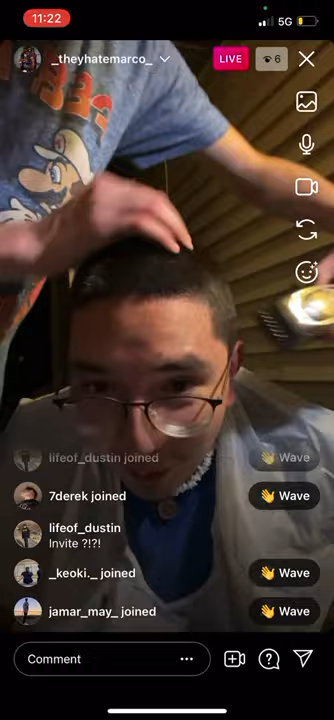 11:22
5G
_theyhatemarco_
LIVE
6
lifeof_dustin joined
Wave
7derek joined
Wave
lifeof_dustin
Invite ?!?!
_keoki._ joined
Wave
jamar_may_ joined
Wave
Comment